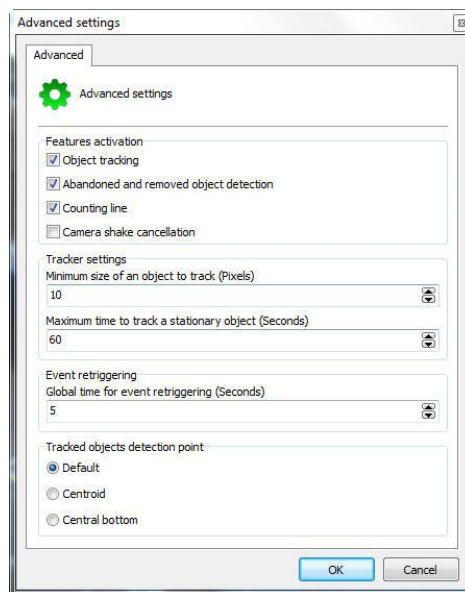 Advanced settings
Advanced
Advanced settings
Features activation
Object tracking
Abandoned and removed object detection
Counting line
Camera shake cancellation
Tracker settings
Minimum size of an object to track (Pixels)
10
Maximum time to track a stationary object (Seconds)
60
Event retriggering
Global time for event retriggering (Seconds)
5
Tracked objects detection point
Default
Centroid
Central bottom
OK Cancel